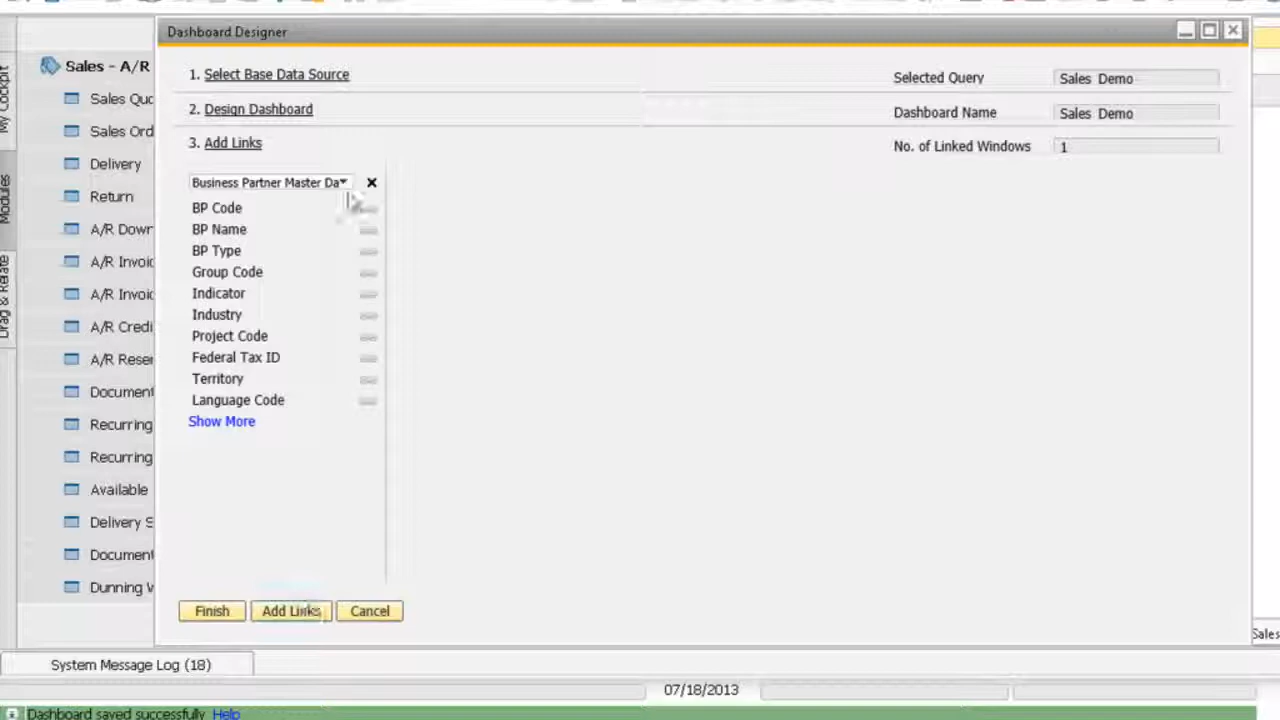 Dashboard Designer
1. Select Base Data Source
Selected Query
Sales Demo
2. Design Dashboard
Dashboard Name
Sales Demo
3. Add Links
No. of Linked Windows
1
Business Partner Master Da
BP Code
BP Name
BP Type
Group Code
Indicator
Industry
Project Code
Federal Tax ID
Territory
Language Code
Show More
Finish
Add Links
Cancel
My Cockpit
Modules
Drag & Relate
Sales - A/R
Sales Quo
Sales Ord
Delivery
Return
A/R Down
A/R Invoic
A/R Invoic
A/R Credi
A/R Reser
Document
Recurring
Recurring
Available
Delivery S
Document
Dunning W
Sales
System Message Log (18)
07/18/2013
Dashboard saved successfully Help